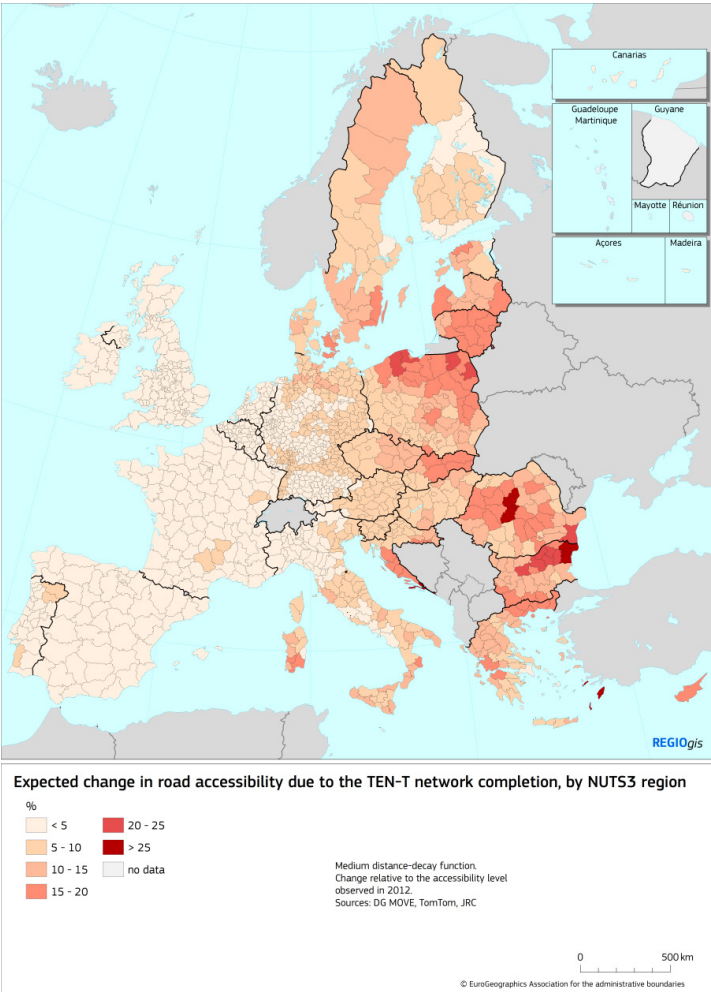 Canarias
Guadeloupe
Martinique
Guyane
Mayotte
Réunion
Açores
Madeira
REGIOgis
Expected change in road accessibility due to the TEN-T network completion, by NUTS3 region
%
< 5
5 - 10
10 - 15
15 - 20
20 - 25
> 25
no data
Medium distance-decay function.
Change relative to the accessibility level
observed in 2012.
Sources: DG MOVE, TomTom, JRC
0 500 km
© EuroGeographics Association for the administrative boundaries